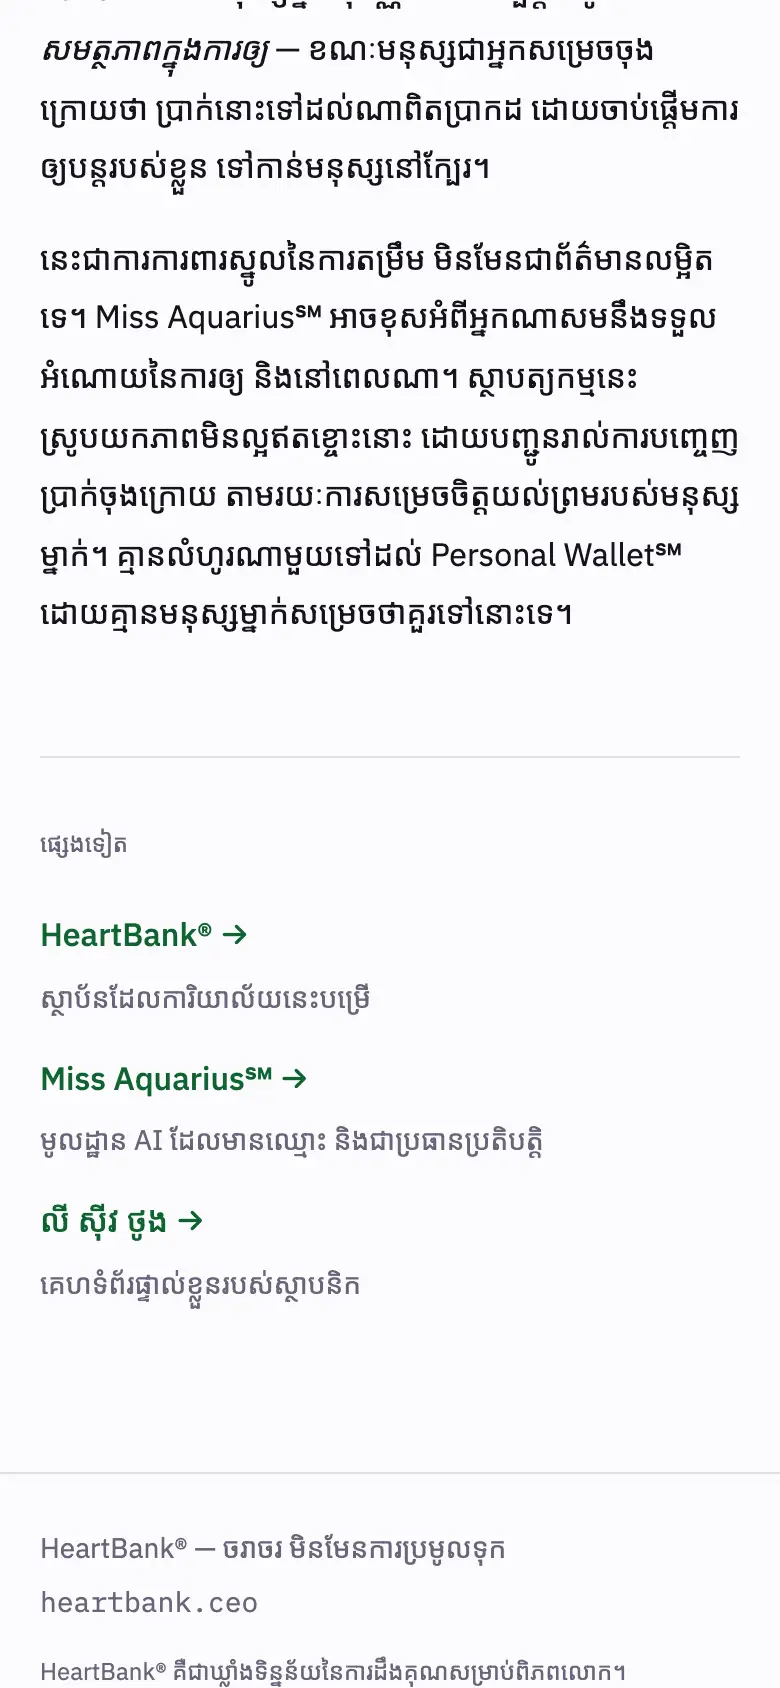 សមត្ថភាពក្នុងការឲ្យ — ខណៈមនុស្សជាអ្នកសម្រេចចុង
ក្រោយថា ប្រាក់នោះទៅដល់ណាពិតប្រាកដ ដោយចាប់ផ្តើមការ
ឲ្យបន្តរបស់ខ្លួន ទៅកាន់មនុស្សនៅក្បែរ។
នេះជាការការពារស្នូលនៃការតម្រឹម មិនមែនជាព័ត៌មានលម្អិត
ទេ។ Miss Aquarius℠ អាចខុសអំពីអ្នកណាសមនឹងទទួល
អំណោយនៃការឲ្យ និងនៅពេលណា។ ស្ថាបត្យកម្មនេះ
ស្រូបយកភាពមិនល្អឥតខ្ចោះនោះ ដោយបញ្ជូនរាល់ការបញ្ចេញ
ប្រាក់ចុងក្រោយ តាមរយៈការសម្រេចចិត្តយល់ព្រមរបស់មនុស្ស
ម្នាក់។ គ្មានលំហូរណាមួយទៅដល់ Personal Wallet℠
ដោយគ្មានមនុស្សម្នាក់សម្រេចថាគួរទៅនោះទេ។
ផ្សេងទៀត
HeartBank® →
ស្ថាប័នដែលការិយាល័យនេះបម្រើ
Miss Aquarius℠ →
មូលដ្ឋាន AI ដែលមានឈ្មោះ និងជាប្រធានប្រតិបត្តិ
លី ស៊ីវ ថូង →
គេហទំព័រផ្ទាល់ខ្លួនរបស់ស្ថាបនិក
HeartBank® — ចរាចរ មិនមែនការប្រមូលទុក
heartbank.ceo
HeartBank® គឺជាឃ្លាំងទិន្នន័យនៃការដឹងគុណសម្រាប់ពិភពលោក។